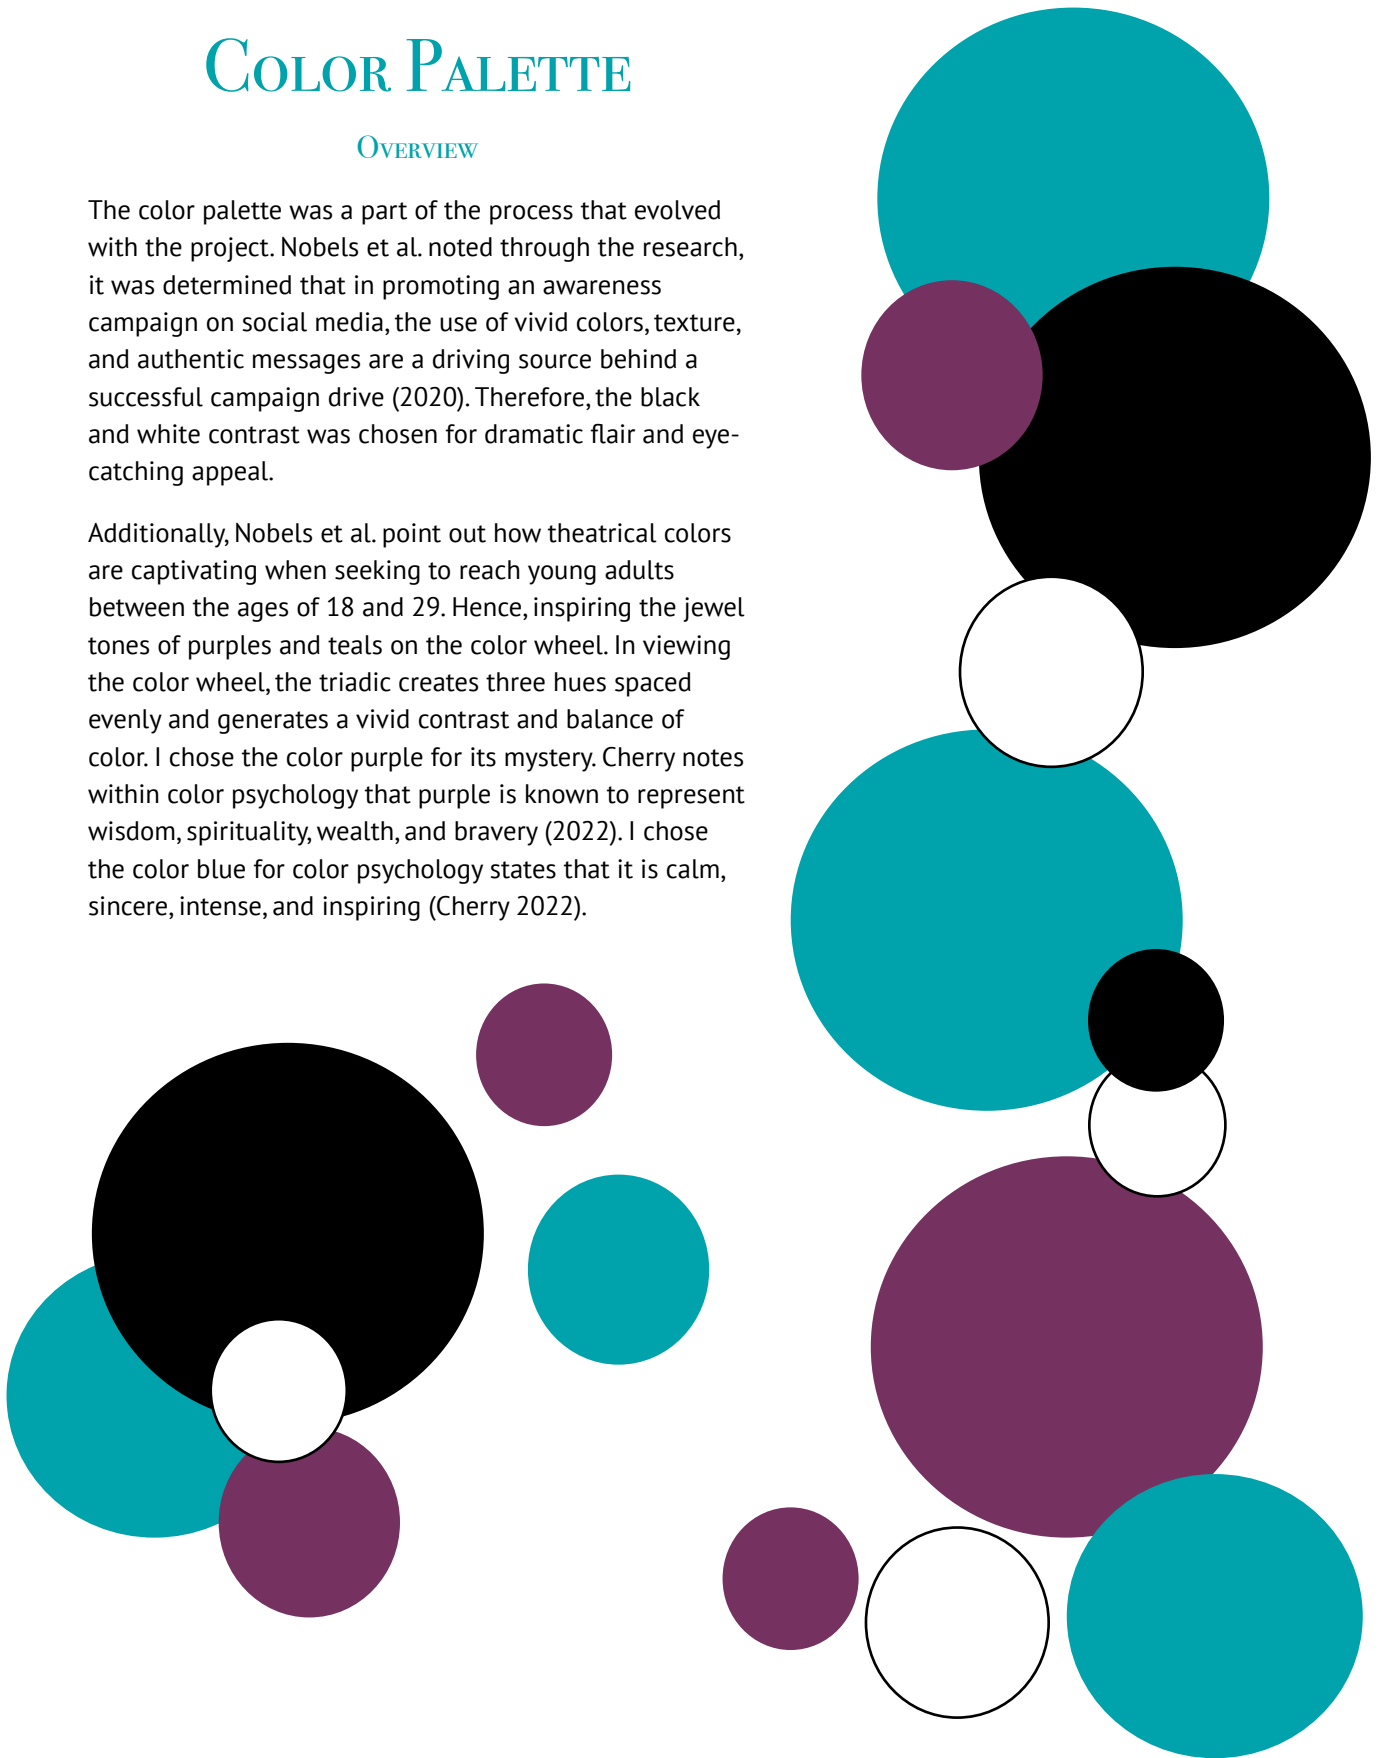 Color Palette
Overview
The color palette was a part of the process that evolved
with the project. Nobels et al. noted through the research,
it was determined that in promoting an awareness
campaign on social media, the use of vivid colors, texture,
and authentic messages are a driving source behind a
successful campaign drive (2020). Therefore, the black
and white contrast was chosen for dramatic flair and eye-
catching appeal.
Additionally, Nobels et al. point out how theatrical colors
are captivating when seeking to reach young adults
between the ages of 18 and 29. Hence, inspiring the jewel
tones of purples and teals on the color wheel. In viewing
the color wheel, the triadic creates three hues spaced
evenly and generates a vivid contrast and balance of
color. I chose the color purple for its mystery. Cherry notes
within color psychology that purple is known to represent
wisdom, spirituality, wealth, and bravery (2022). I chose
the color blue for color psychology states that it is calm,
sincere, intense, and inspiring (Cherry 2022).